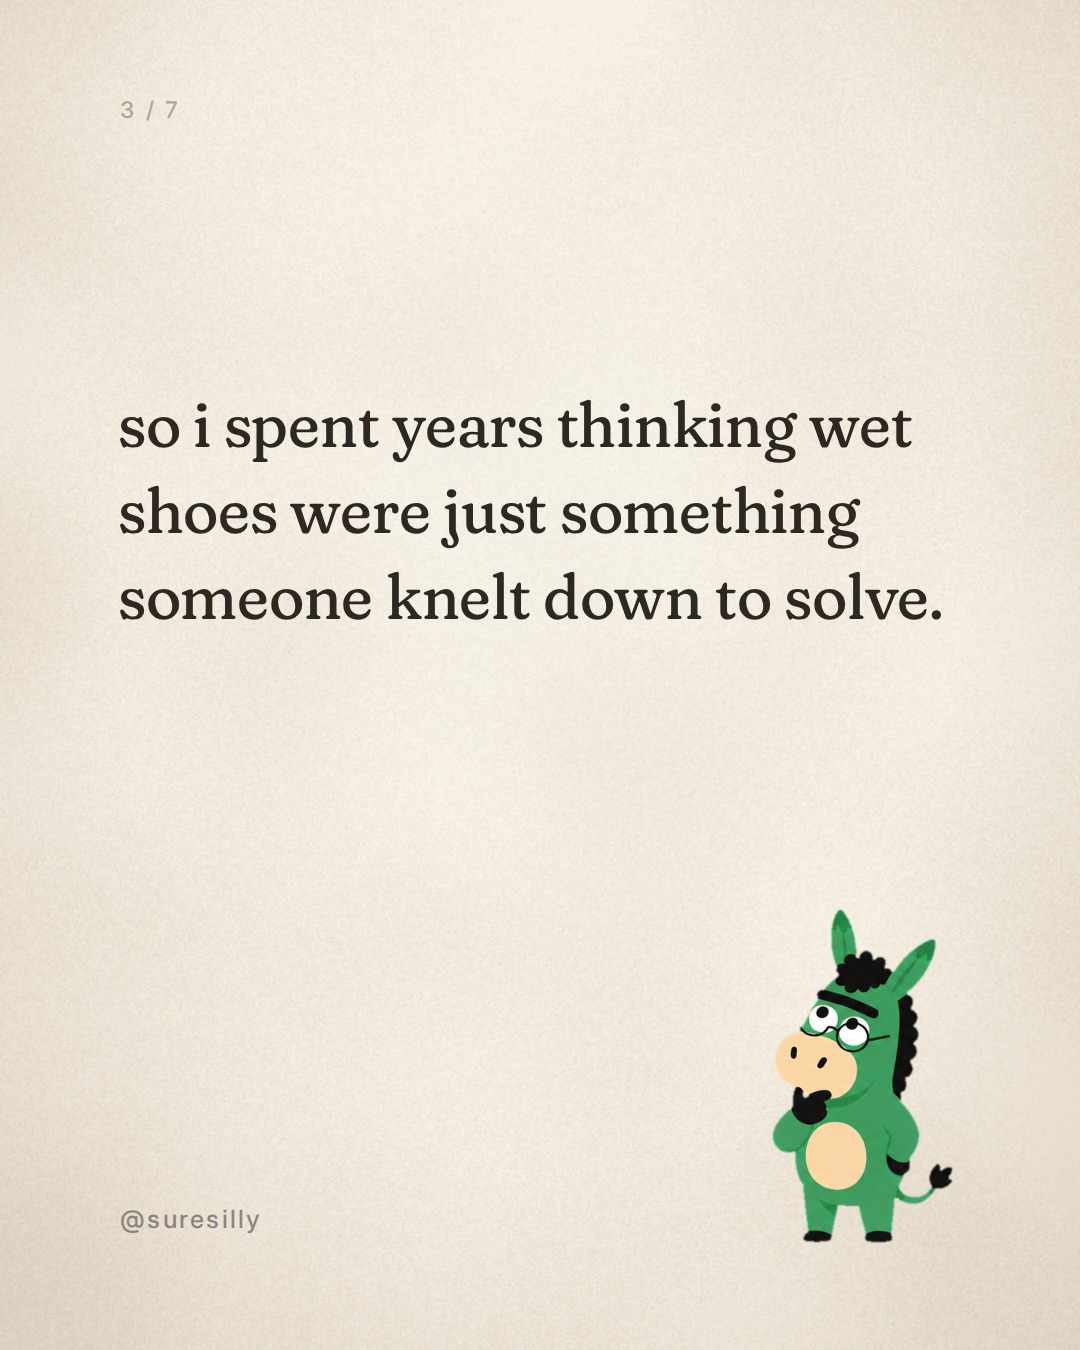 3 / 7
so i spent years thinking wet
shoes were just something
someone knelt down to solve.
@suresilly